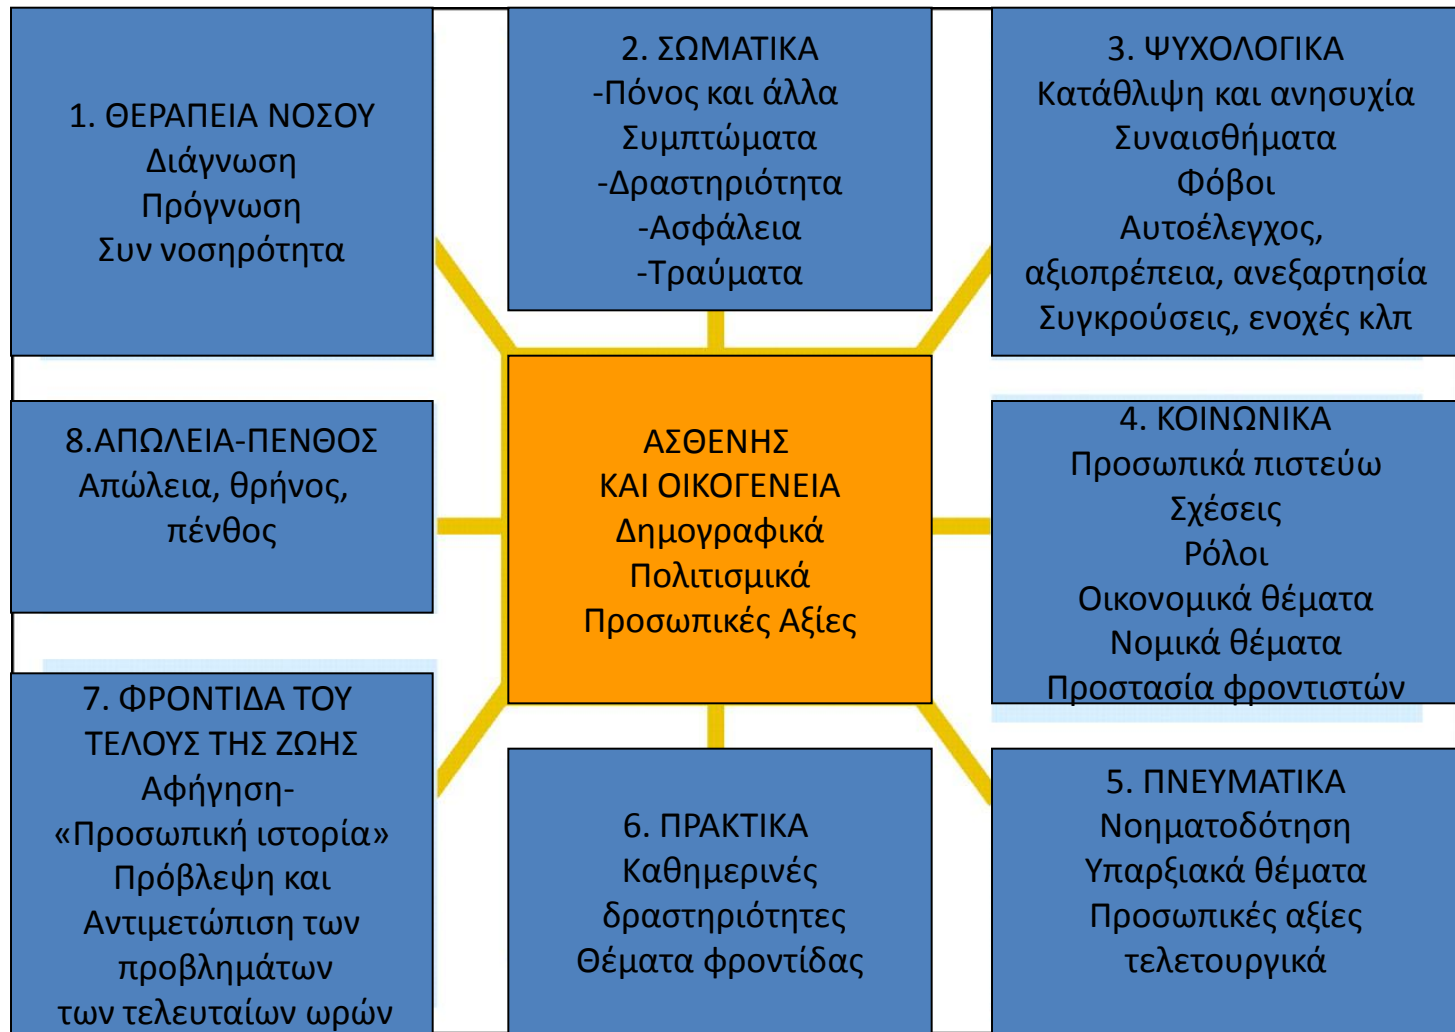 1. ΘΕΡΑΠΕΙΑ ΝΟΣΟΥ
Διάγνωση
Πρόγνωση
Συν νοσηρότητα
2. ΣΩΜΑΤΙΚΑ
-Πόνος και άλλα
Συμπτώματα
-Δραστηριότητα
-Ασφάλεια
-Τραύματα
3. ΨΥΧΟΛΟΓΙΚΑ
Κατάθλιψη και ανησυχία
Συναισθήματα
Φόβοι
Αυτοέλεγχος,
αξιοπρέπεια, ανεξαρτησία
Συγκρούσεις, ενοχές κλπ
8.ΑΠΩΛΕΙΑ-ΠΕΝΘΟΣ
Απώλεια, θρήνος,
πένθος
ΑΣΘΕΝΗΣ
ΚΑΙ ΟΙΚΟΓΕΝΕΙΑ
Δημογραφικά
Πολιτισμικά
Προσωπικές Αξίες
4. ΚΟΙΝΩΝΙΚΑ
Προσωπικά πιστεύω
Σχέσεις
Ρόλοι
Οικονομικά θέματα
Νομικά θέματα
Προστασία φροντιστών
7. ΦΡΟΝΤΙΔΑ ΤΟΥ
ΤΕΛΟΥΣ ΤΗΣ ΖΩΗΣ
Αφήγηση-
«Προσωπική ιστορία»
Πρόβλεψη και
Αντιμετώπιση των
προβλημάτων
των τελευταίων ωρών
6. ΠΡΑΚΤΙΚΑ
Καθημερινές
δραστηριότητες
Θέματα φροντίδας
5. ΠΝΕΥΜΑΤΙΚΑ
Νοηματοδότηση
Υπαρξιακά θέματα
Προσωπικές αξίες
τελετουργικά